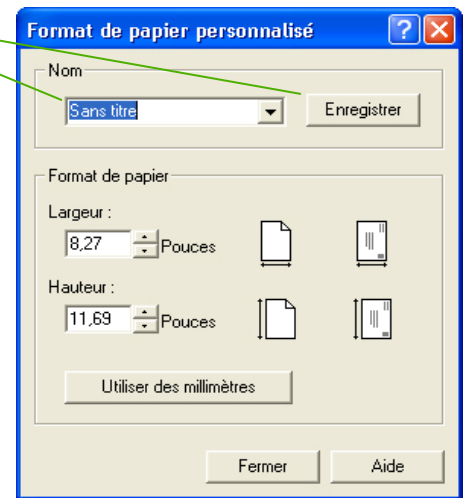 Format de papier personnalisé
Nom
Sans titre
Enregistrer
Format de papier
Largeur :
8,27 Pouces
Hauteur :
11,69 Pouces
Utiliser des millimètres
Fermer Aide